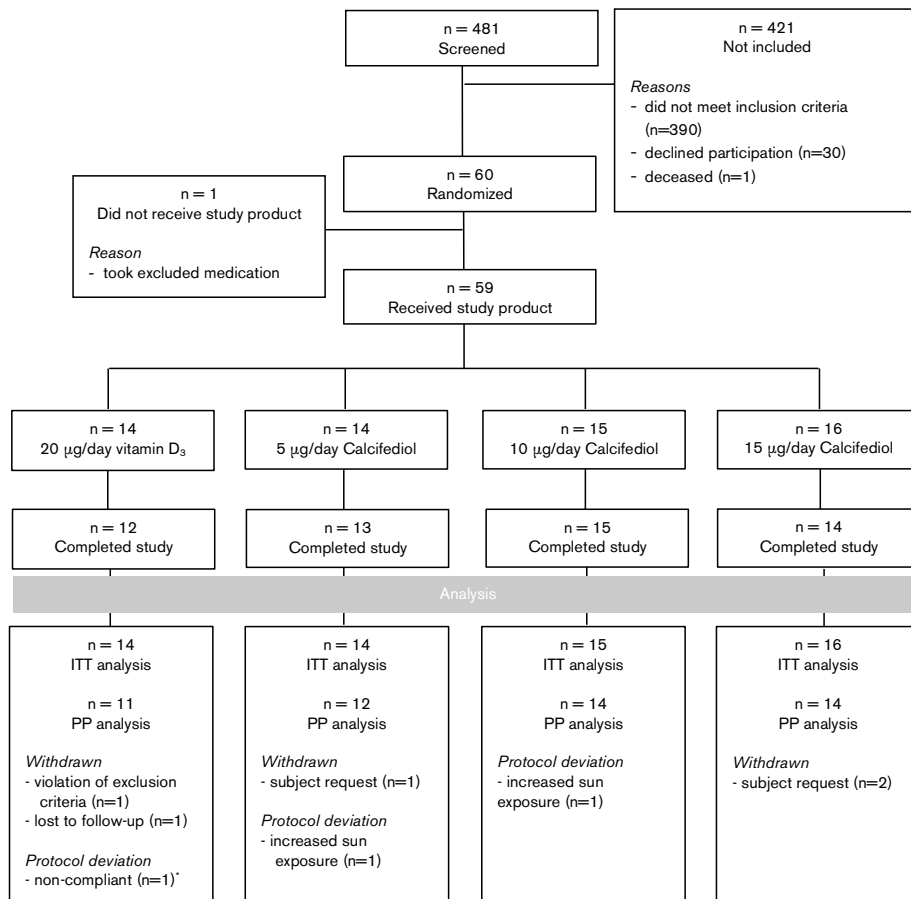 n = 481
Screened
n = 421
Not included
Reasons
- did not meet inclusion criteria
(n=390)
- declined participation (n=30)
- deceased (n=1)
n = 60
Randomized
n = 1
Did not receive study product
Reason
- took excluded medication
n = 59
Received study product
n = 14
20 µg/day vitamin D₃
n = 14
5 µg/day Calcifediol
n = 15
10 µg/day Calcifediol
n = 16
15 µg/day Calcifediol
n = 12
Completed study
n = 13
Completed study
n = 15
Completed study
n = 14
Completed study
Analysis
n = 14
ITT analysis
n = 11
PP analysis
Withdrawn
- violation of exclusion
criteria (n=1)
- lost to follow-up (n=1)
Protocol deviation
- non-compliant (n=1)*
n = 14
ITT analysis
n = 12
PP analysis
Withdrawn
- subject request (n=1)
Protocol deviation
- increased sun
exposure (n=1)
n = 15
ITT analysis
n = 14
PP analysis
Protocol deviation
- increased sun
exposure (n=1)
n = 16
ITT analysis
n = 14
PP analysis
Withdrawn
- subject request (n=2)